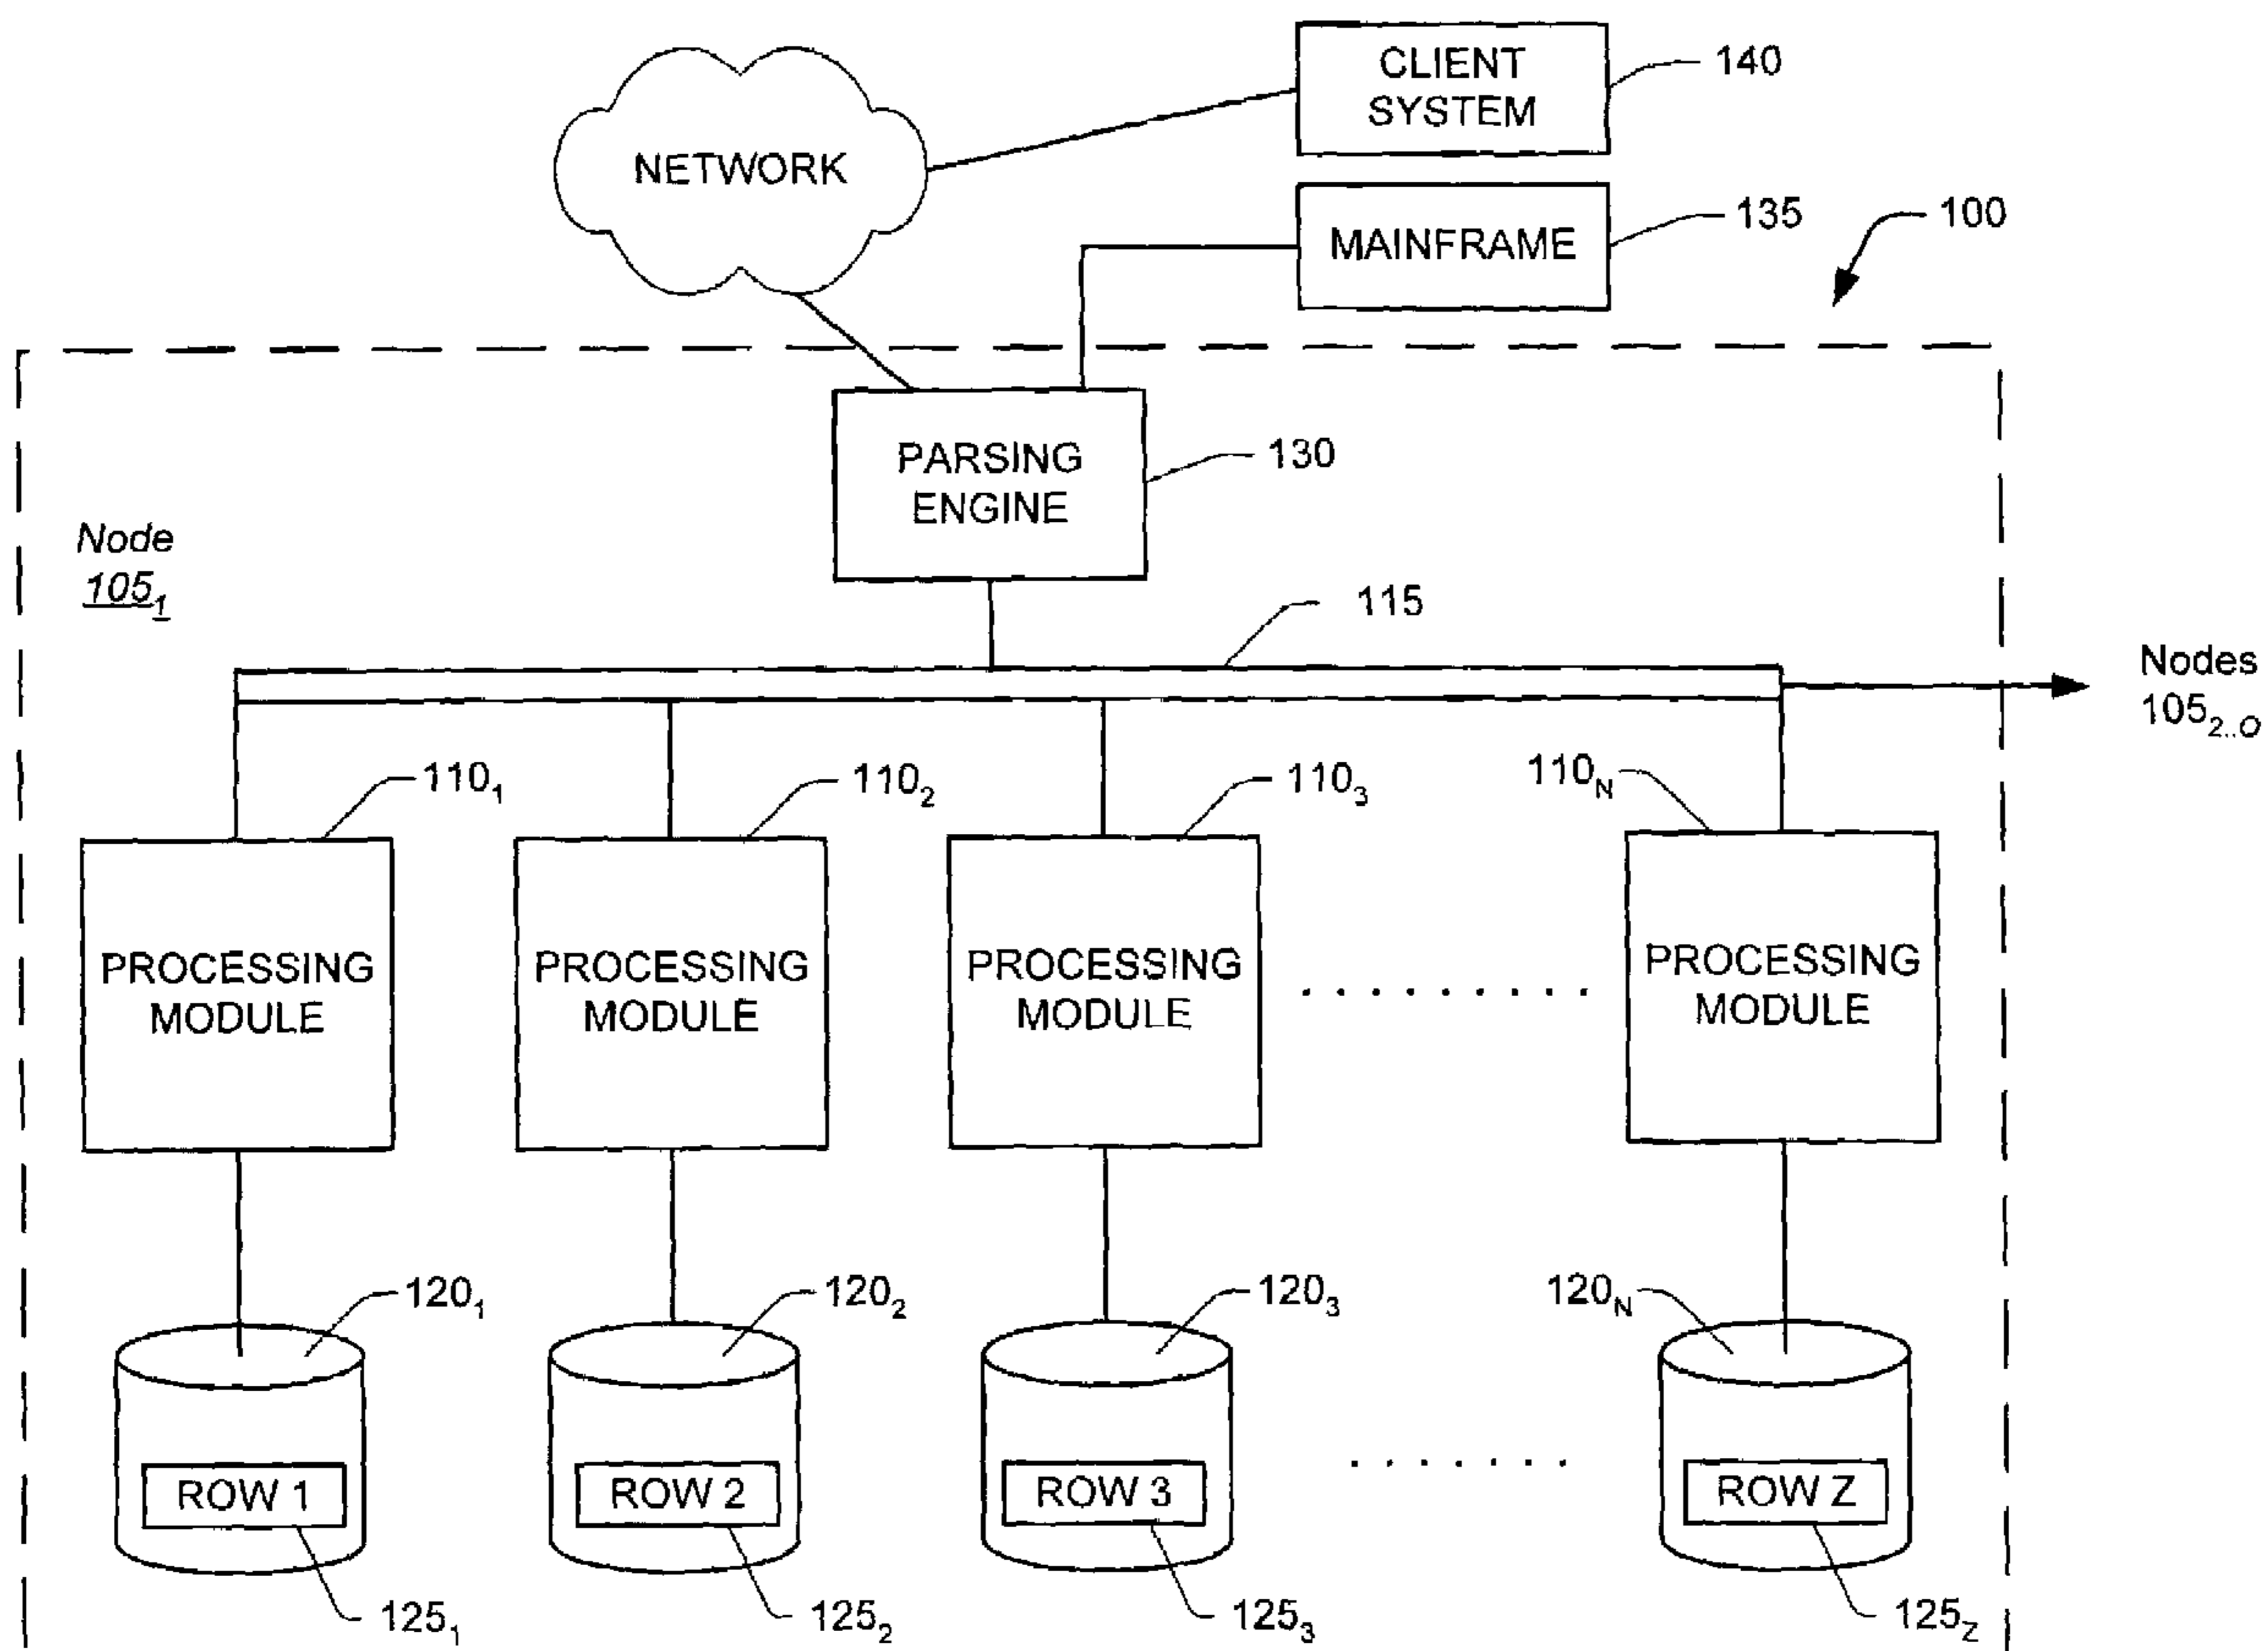 CLIENT
SYSTEM
140
NETWORK
MAINFRAME
135
100
PARSING
ENGINE
130
Node
105₁
115
Nodes
105₂..O
110₁
110₂
110₃
110N
PROCESSING
MODULE
PROCESSING
MODULE
PROCESSING
MODULE
. . . . . . . . .
PROCESSING
MODULE
120₁
120₂
120₃
120N
ROW 1
ROW 2
ROW 3
. . . . . . .
ROW Z
125₁
125₂
125₃
125Z